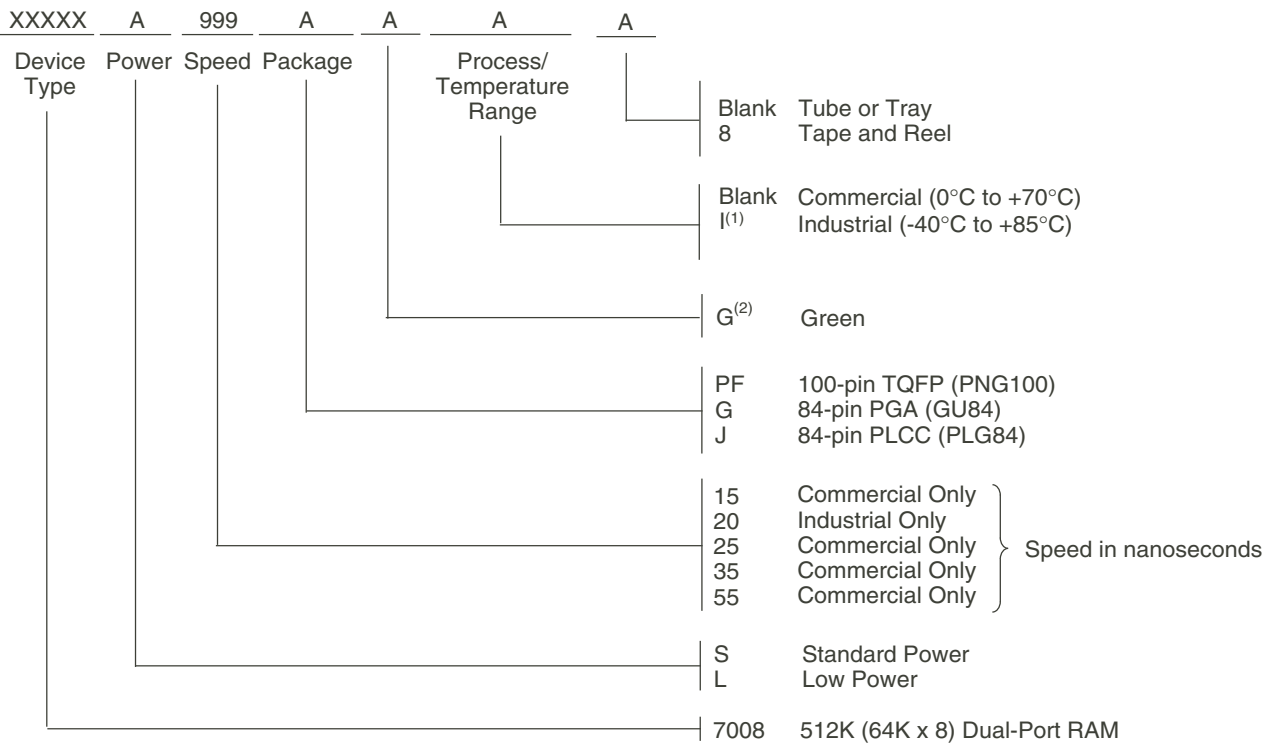 XXXXX A 999 A A A A
Device Type Power Speed Package Process/ Temperature Range
Blank Tube or Tray
8 Tape and Reel
Blank Commercial (0°C to +70°C)
I(1) Industrial (-40°C to +85°C)
G(2) Green
PF 100-pin TQFP (PNG100)
G 84-pin PGA (GU84)
J 84-pin PLCC (PLG84)
15 Commercial Only
20 Industrial Only
25 Commercial Only
35 Commercial Only
55 Commercial Only
Speed in nanoseconds
S Standard Power
L Low Power
7008 512K (64K x 8) Dual-Port RAM